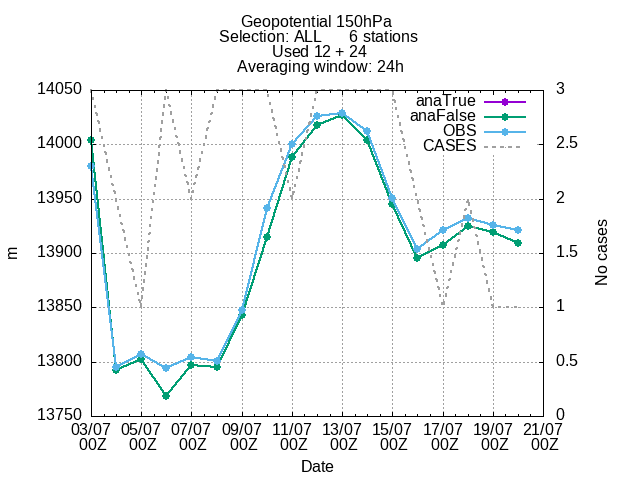 Geopotential 150hPa
Selection: ALL 6 stations
Used 12 + 24
Averaging window: 24h
14050
14000
13950
13900
13850
13800
13750
m
3
2.5
2
1.5
1
0.5
0
No cases
anaTrue
anaFalse
OBS
CASES
03/07 05/07 07/07 09/07 11/07 13/07 15/07 17/07 19/07 21/07
00Z 00Z 00Z 00Z 00Z 00Z 00Z 00Z 00Z 00Z
Date